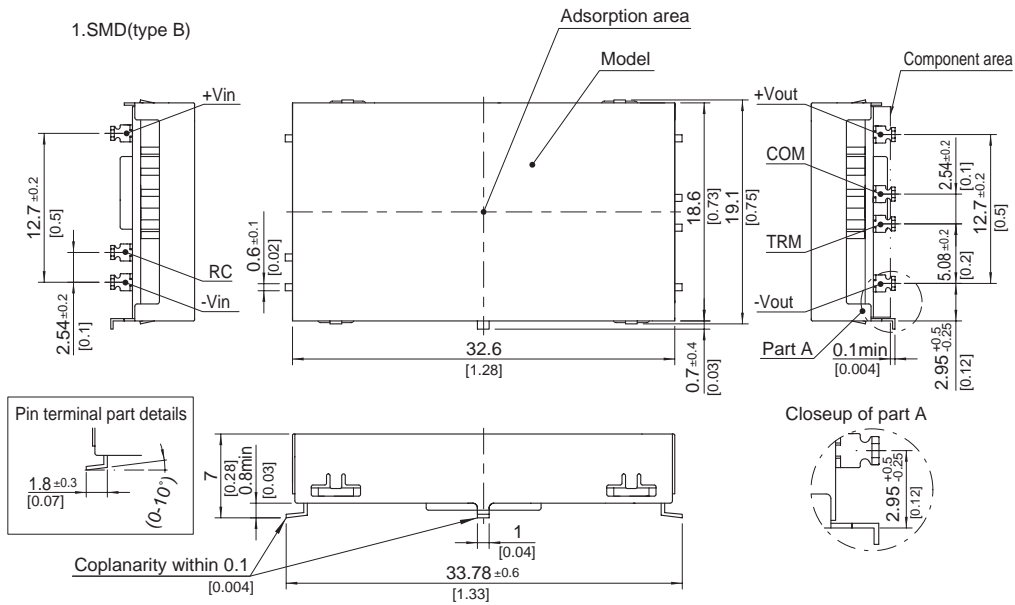 1.SMD(type B)
Adsorption area
Model
Component area
+Vin
12.7 ±0.2
[0.5]
RC
-Vin
2.54±0.2
[0.1]
0.6±0.1
[0.02]
32.6
[1.28]
18.6
[0.73]
19.1
[0.75]
0.7±0.4
[0.03]
+Vout
COM
TRM
-Vout
2.54±0.2
[0.1]
12.7±0.2
[0.5]
5.08±0.2
[0.2]
Part A
0.1min
[0.004]
2.95 +0.5 -0.25
[0.12]
Pin terminal part details
1.8±0.3
[0.07]
(0-10°)
7
[0.28]
0.8min
[0.03]
Coplanarity within 0.1
[0.004]
1
[0.04]
33.78 ±0.6
[1.33]
Closeup of part A
2.95 +0.5 -0.25
[0.12]